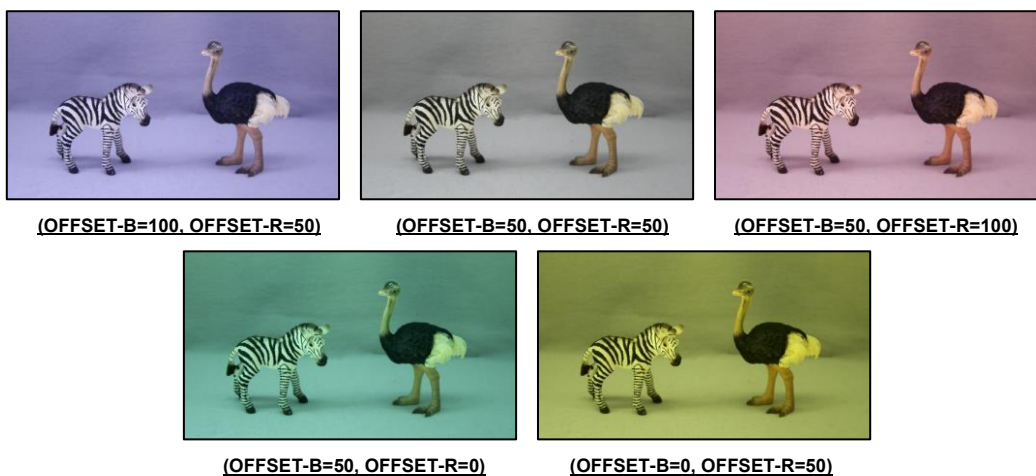 (OFFSET-B=100, OFFSET-R=50)
(OFFSET-B=50, OFFSET-R=50)
(OFFSET-B=50, OFFSET-R=100)
(OFFSET-B=50, OFFSET-R=0)
(OFFSET-B=0, OFFSET-R=50)